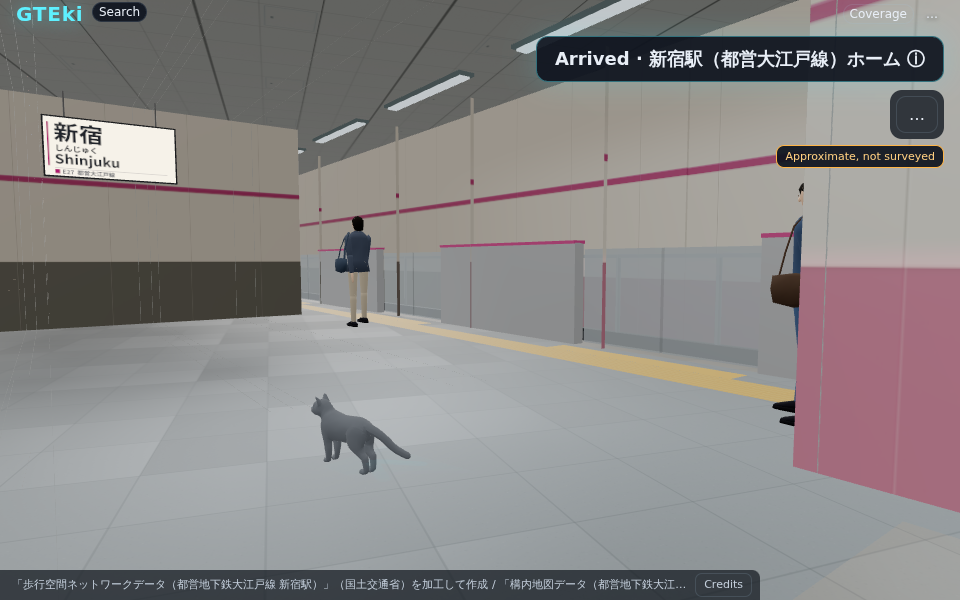 GTEki
Search
Coverage
...
Arrived · 新宿駅（都営大江戸線）ホーム ⓘ
...
Approximate, not surveyed
新宿
しんじゅく
Shinjuku
E27 都営大江戸線
「歩行空間ネットワークデータ（都営地下鉄大江戸線 新宿駅）」（国土交通省）を加工して作成 / 「構内地図データ（都営地下鉄大江…
Credits